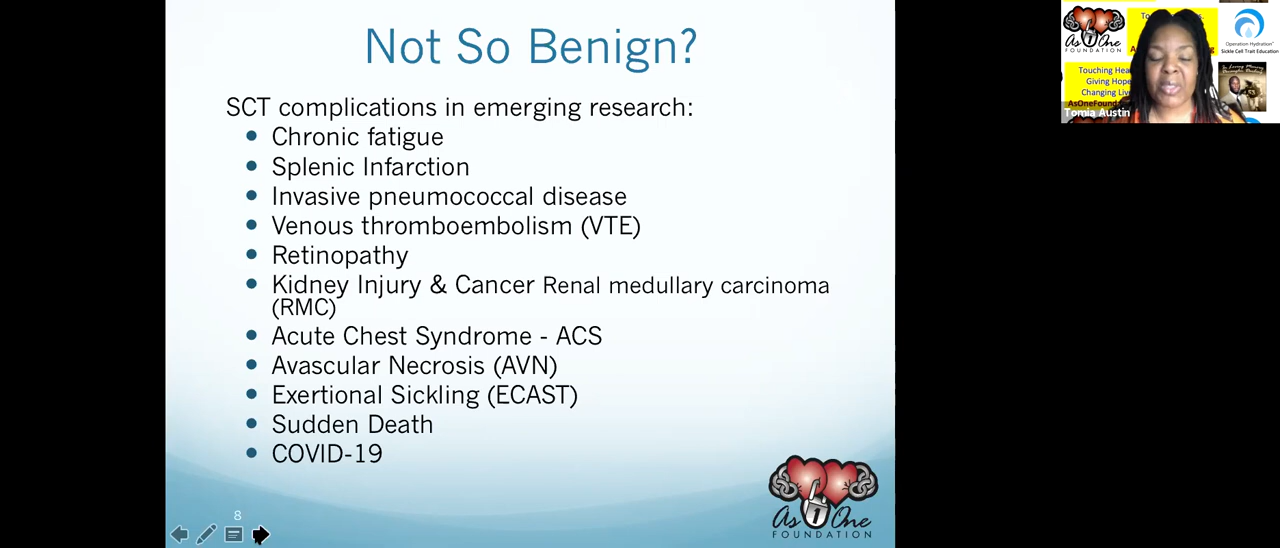 Not So Benign?
SCT complications in emerging research:
Chronic fatigue
Splenic Infarction
Invasive pneumococcal disease
Venous thromboembolism (VTE)
Retinopathy
Kidney Injury & Cancer Renal medullary carcinoma
(RMC)
Acute Chest Syndrome - ACS
Avascular Necrosis (AVN)
Exertional Sickling (ECAST)
Sudden Death
COVID-19
8
As One
FOUNDATION
As One
FOUNDATION
Touching
Giving Hope
Changing
Operation Hydration
Sickle Cell Trait Education
Tomia Austin